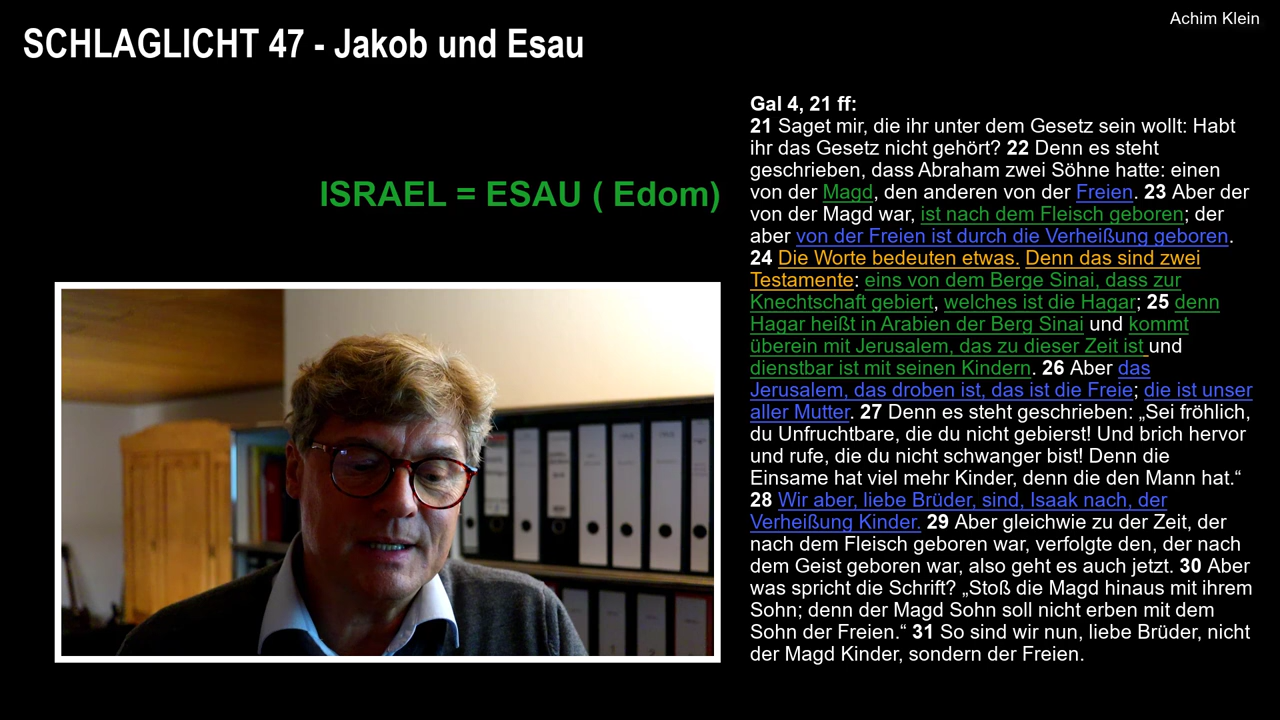 Achim Klein
SCHLAGLICHT 47 - Jakob und Esau
ISRAEL = ESAU ( Edom)
Gal 4, 21 ff:
21 Saget mir, die ihr unter dem Gesetz sein wollt: Habt
ihr das Gesetz nicht gehört? 22 Denn es steht
geschrieben, dass Abraham zwei Söhne hatte: einen
von der Magd, den anderen von der Freien. 23 Aber der
von der Magd war, ist nach dem Fleisch geboren; der
aber von der Freien ist durch die Verheißung geboren.
24 Die Worte bedeuten etwas. Denn das sind zwei
Testamente: eins von dem Berge Sinai, dass zur
Knechtschaft gebiert, welches ist die Hagar; 25 denn
Hagar heißt in Arabien der Berg Sinai und kommt
überein mit Jerusalem, das zu dieser Zeit ist und
dienstbar ist mit seinen Kindern. 26 Aber das
Jerusalem, das droben ist, das ist die Freie; die ist unser
aller Mutter. 27 Denn es steht geschrieben: „Sei fröhlich,
du Unfruchtbare, die du nicht gebierst! Und brich hervor
und rufe, die du nicht schwanger bist! Denn die
Einsame hat viel mehr Kinder, denn die den Mann hat.“
28 Wir aber, liebe Brüder, sind, Isaak nach, der
Verheißung Kinder. 29 Aber gleichwie zu der Zeit, der
nach dem Fleisch geboren war, verfolgte den, der nach
dem Geist geboren war, also geht es auch jetzt. 30 Aber
was spricht die Schrift? „Stoß die Magd hinaus mit ihrem
Sohn; denn der Magd Sohn soll nicht erben mit dem
Sohn der Freien.“ 31 So sind wir nun, liebe Brüder, nicht
der Magd Kinder, sondern der Freien.